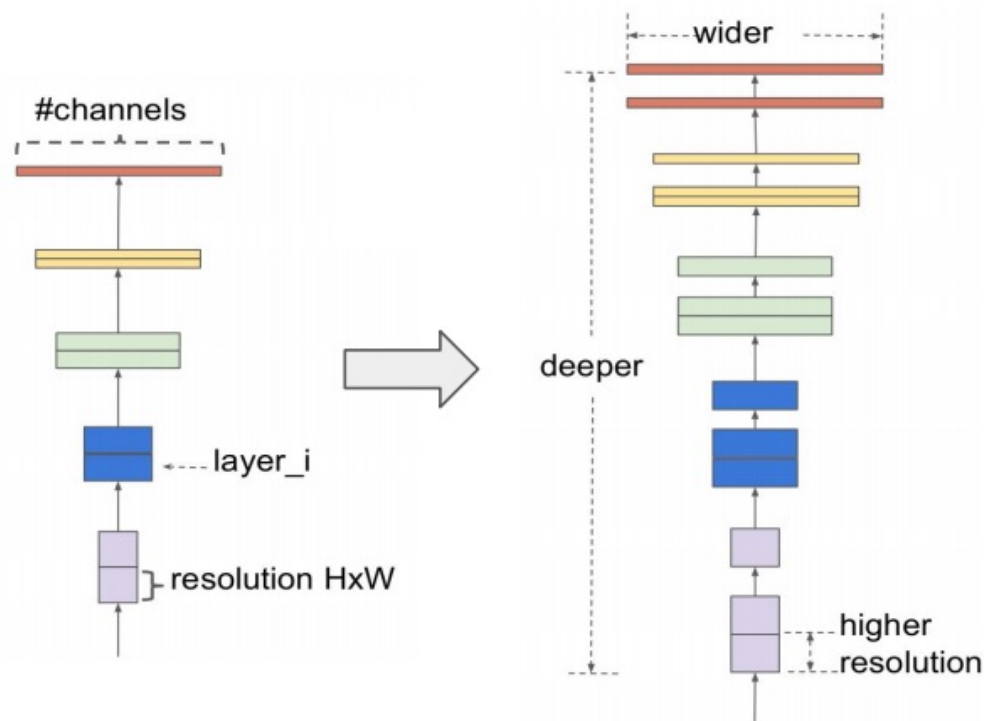 #channels
layer_i
resolution HxW
wider
deeper
higher
resolution